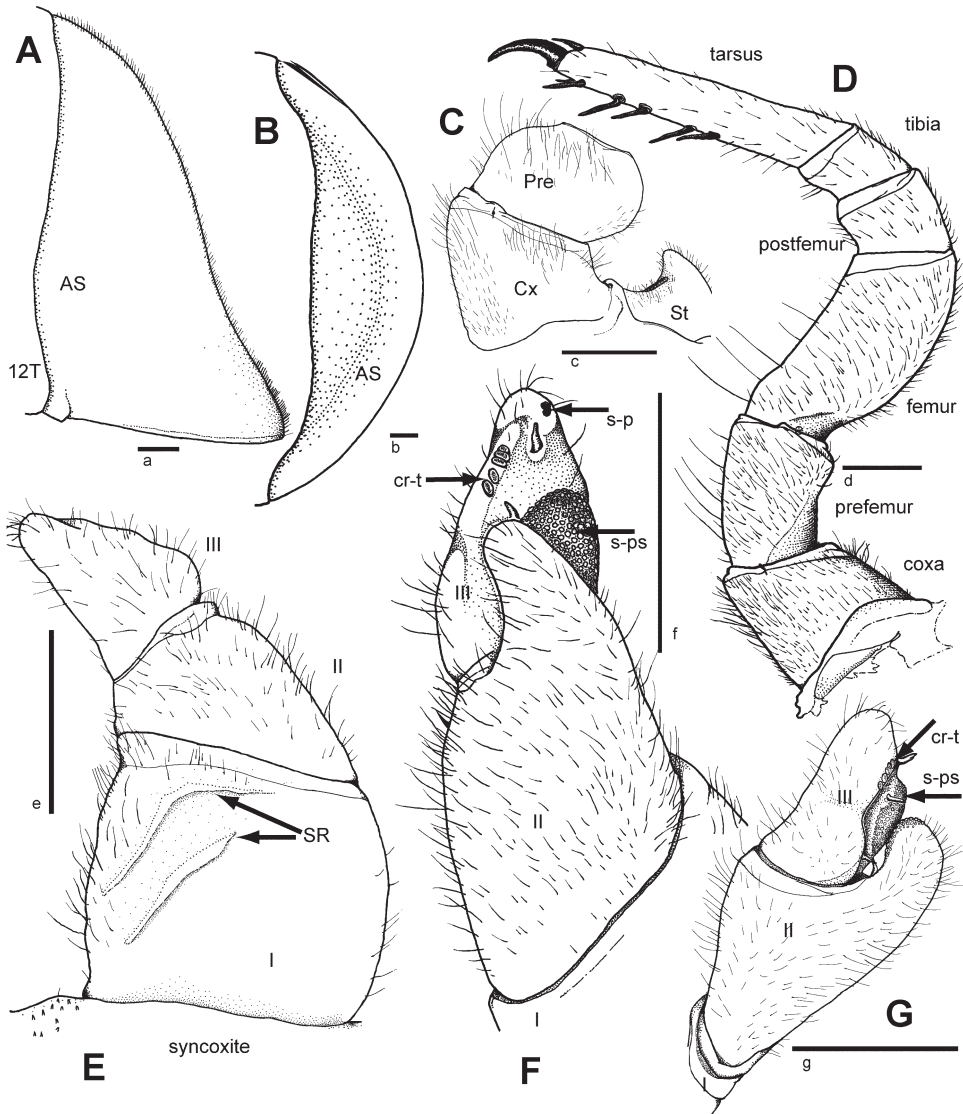 A
AS
12T
a
B
AS
b
C
Pre
Cx
St
c
D
tarsus
tibia
postfemur
femur
prefemur
coxa
d
III
II
SR
I
e
syncoxite
E
s-p
cr-t
s-ps
III
f
II
I
F
cr-t
s-ps
III
II
I
G
g